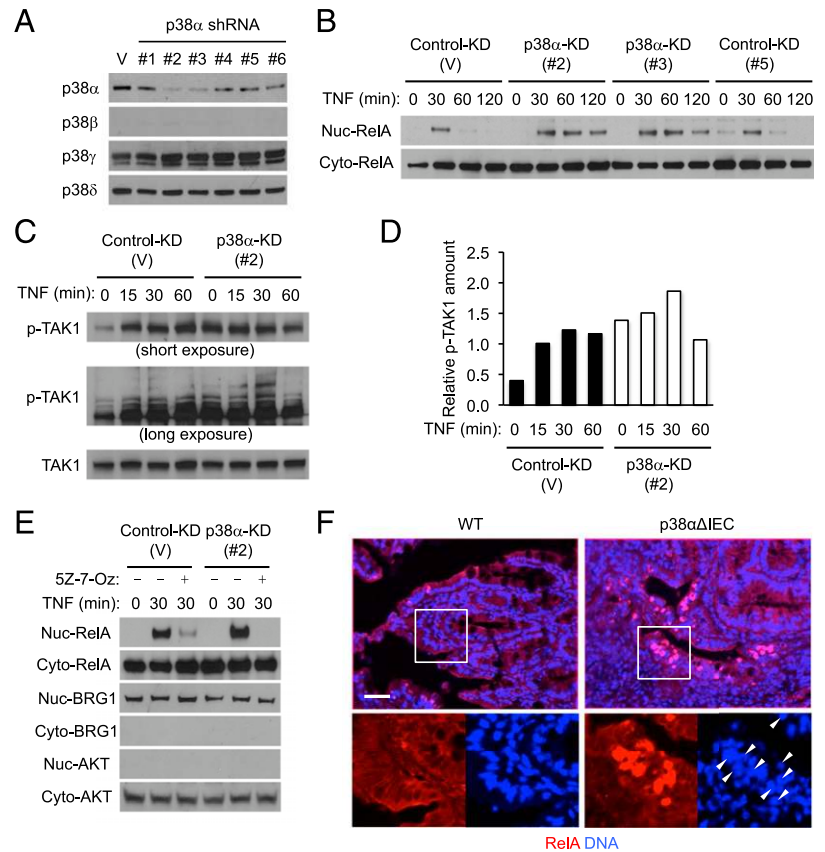 A
p38α shRNA
V #1 #2 #3 #4 #5 #6
p38α
p38β
p38γ
p38δ
B
Control-KD (V)
p38α-KD (#2)
p38α-KD (#3)
Control-KD (#5)
TNF (min): 0 30 60 120 0 30 60 120 0 30 60 120 0 30 60 120
Nuc-RelA
Cyto-RelA
C
Control-KD (V)
p38α-KD (#2)
TNF (min): 0 15 30 60 0 15 30 60
p-TAK1
(short exposure)
p-TAK1
(long exposure)
TAK1
D
Relative p-TAK1 amount
2.5
2.0
1.5
1.0
0.5
0.0
TNF (min): 0 15 30 60 0 15 30 60
Control-KD (V)
p38α-KD (#2)
E
Control-KD (V)
p38α-KD (#2)
5Z-7-Oz: – – + – – +
TNF (min): 0 30 30 0 30 30
Nuc-RelA
Cyto-RelA
Nuc-BRG1
Cyto-BRG1
Nuc-AKT
Cyto-AKT
F
WT
p38αΔIEC
RelA DNA